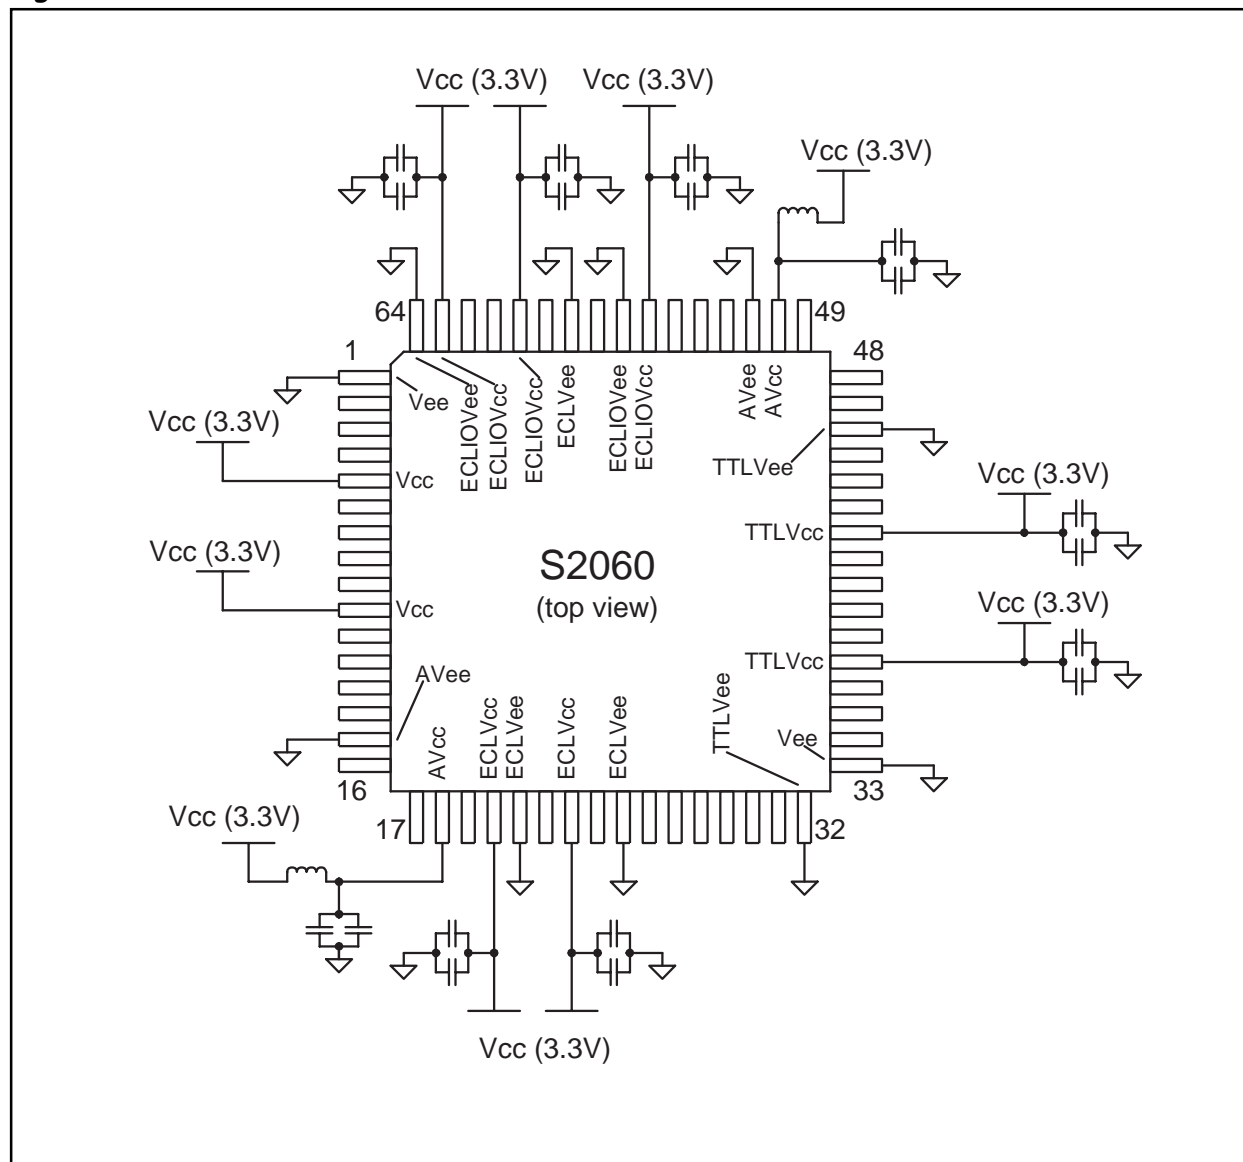 Vcc (3.3V)
Vcc (3.3V)
Vcc (3.3V)
64
49
1
48
Vee
ECLIOVee
ECLIOVcc
ECLIOVcc
ECLVee
ECLIOVee
ECLIOVcc
AVee
AVcc
Vcc (3.3V)
Vcc
TTLVee
Vcc (3.3V)
TTLVcc
Vcc (3.3V)
S2060
(top view)
Vcc
Vcc (3.3V)
TTLVcc
AVee
AVcc
ECLVcc
ECLVee
ECLVcc
ECLVee
TTLVee
Vee
16
33
17
32
Vcc (3.3V)
Vcc (3.3V)